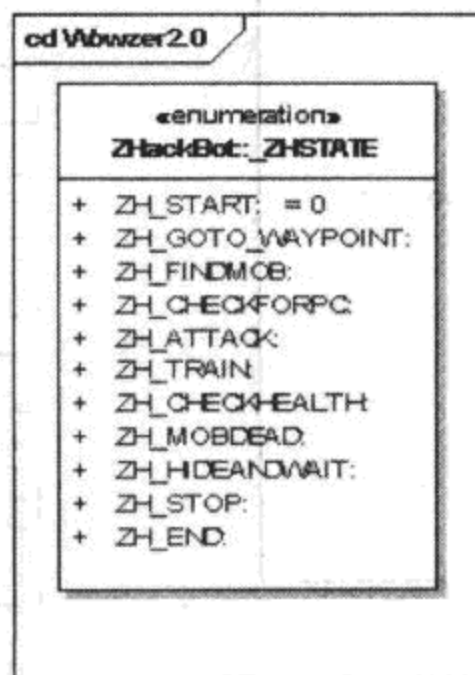 cd Wowzer2.0
«enumeration»
ZHackBot::_ZHSTATE
+ ZH_START: = 0
+ ZH_GOTO_WAYPOINT:
+ ZH_FINDMOB:
+ ZH_CHECKFORPC:
+ ZH_ATTACK:
+ ZH_TRAIN:
+ ZH_CHECKHEALTH:
+ ZH_MOBDEAD:
+ ZH_HIDEANDWAIT:
+ ZH_STOP:
+ ZH_END: